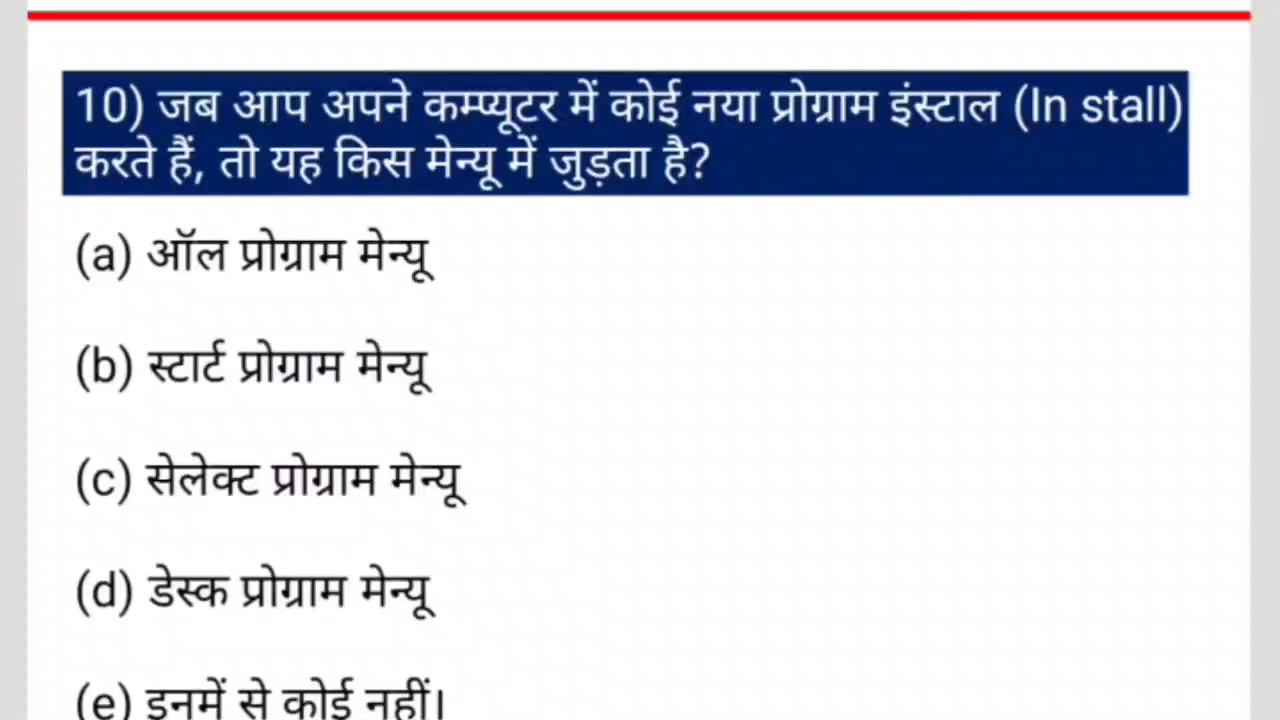 10) जब आप अपने कम्प्यूटर में कोई नया प्रोग्राम इंस्टाल (In stall)
करते हैं, तो यह किस मेन्यू में जुड़ता है?
(a) ऑल प्रोग्राम मेन्यू
(b) स्टार्ट प्रोग्राम मेन्यू
(c) सेलेक्ट प्रोग्राम मेन्यू
(d) डेस्क प्रोग्राम मेन्यू
(e) इनमें से कोई नहीं।